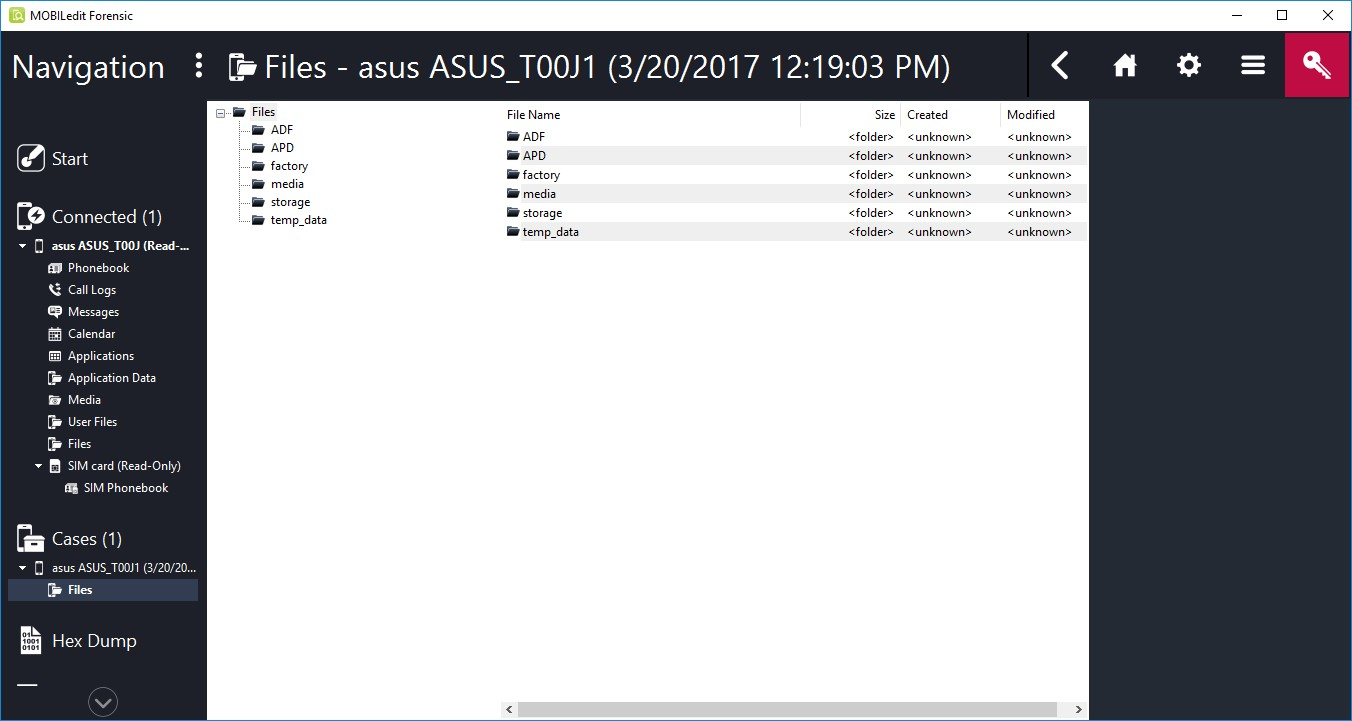 MOBILedit Forensic
Navigation
Files - asus ASUS_T00J1 (3/20/2017 12:19:03 PM)
Start
Connected (1)
asus ASUS_T00J (Read-...
Phonebook
Call Logs
Messages
Calendar
Applications
Application Data
Media
User Files
Files
SIM card (Read-Only)
SIM Phonebook
Cases (1)
asus ASUS_T00J1 (3/20/20...
Files
Hex Dump
Files
ADF
APD
factory
media
storage
temp_data
File Name Size Created Modified
ADF <folder> <unknown> <unknown>
APD <folder> <unknown> <unknown>
factory <folder> <unknown> <unknown>
media <folder> <unknown> <unknown>
storage <folder> <unknown> <unknown>
temp_data <folder> <unknown> <unknown>